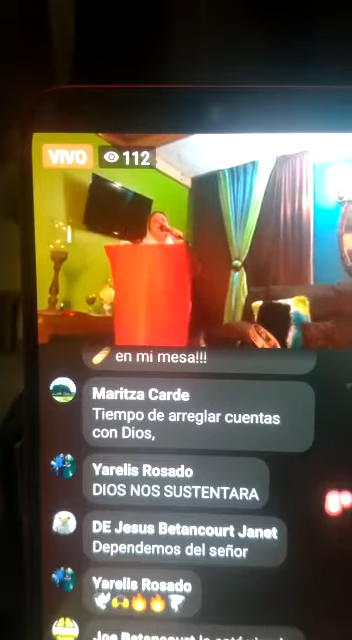 VIVO 112
en mi mesa!!!
Maritza Carde
Tiempo de arreglar cuentas
con Dios,
Yarelis Rosado
DIOS NOS SUSTENTARA
DE Jesus Betancourt Janet
Dependemos del señor
Yarelis Rosado